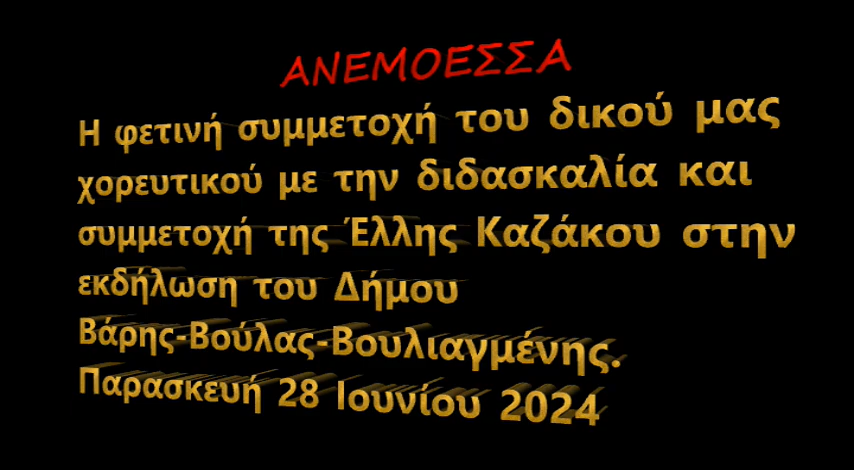 ΑΝΕΜΟΕΣΣΑ
Η φετινή συμμετοχή του δικού μας
χορευτικού με την διδασκαλία και
συμμετοχή της Έλλης Καζάκου στην
εκδήλωση του Δήμου
Βάρης-Βούλας-Βουλιαγμένης.
Παρασκευή 28 Ιουνίου 2024